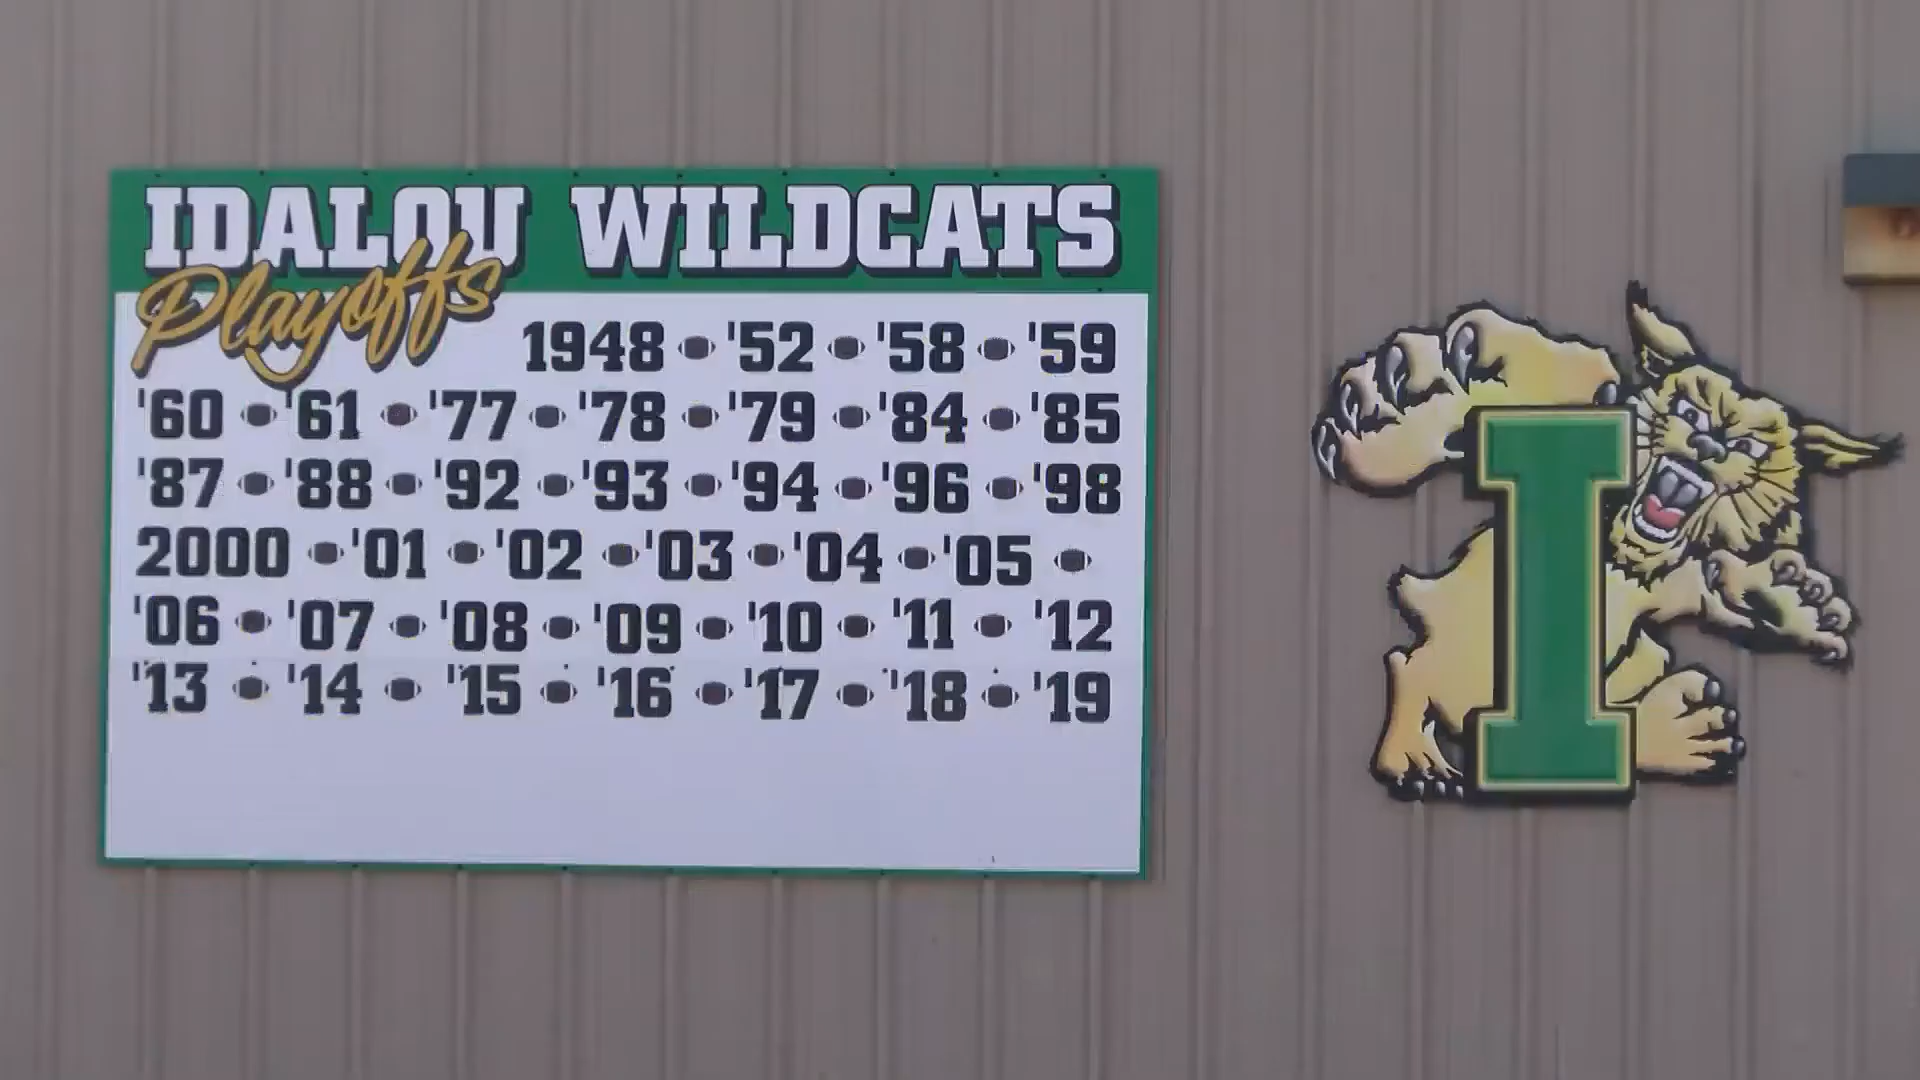 IDALOU WILDCATS
Playoffs
1948 '52 '58 '59
'60 '61 '77 '78 '79 '84 '85
'87 '88 '92 '93 '94 '96 '98
2000 '01 '02 '03 '04 '05
'06 '07 '08 '09 '10 '11 '12
'13 '14 '15 '16 '17 '18 '19
I